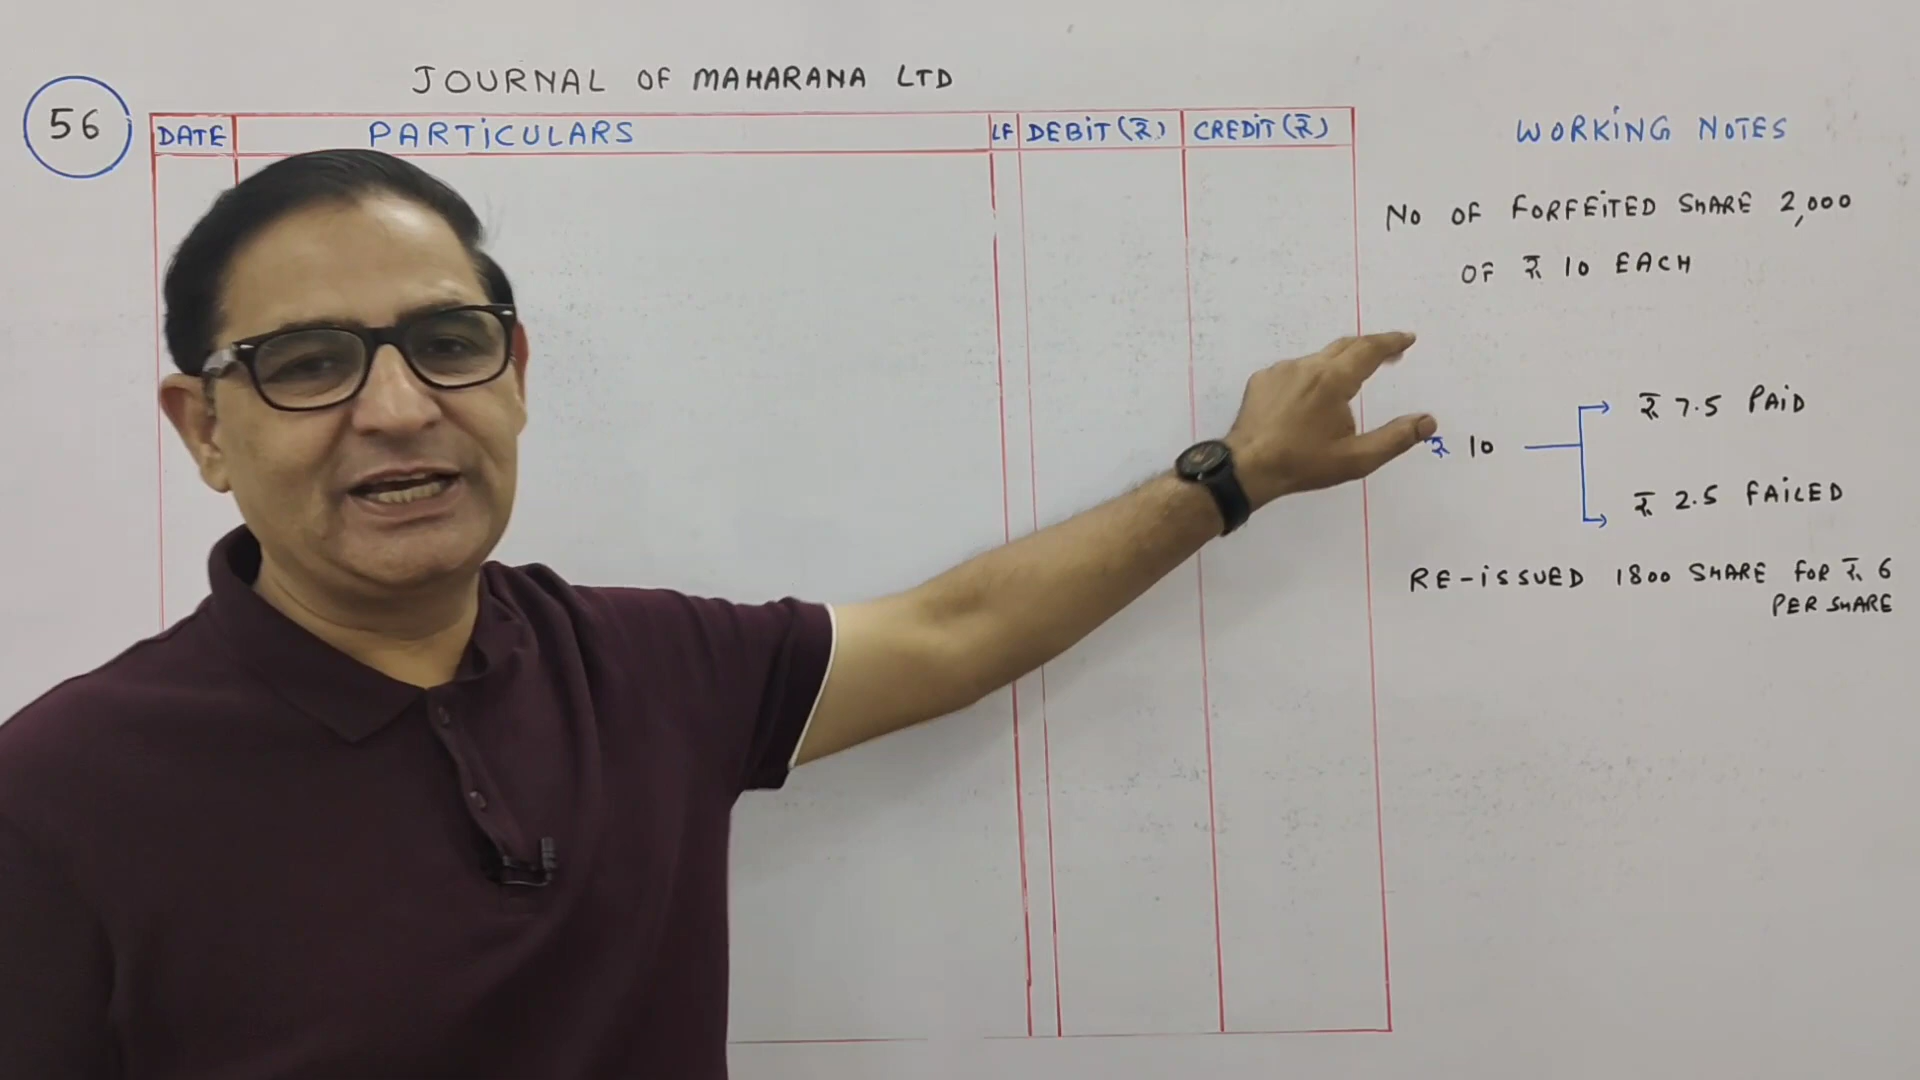 JOURNAL OF MAHARANA LTD
56
DATE PARTiCULARS LF DEBiT (₹) CREDiT (₹)
WORKiNG NOTES
NO OF FORFEiTED SHARE 2,000
OF ₹ 10 EACH
₹ 7.5 PAiD
₹ 10
₹ 2.5 FAiLED
RE-iSSUED 1800 SHARE FOR ₹ 6
PER SHARE